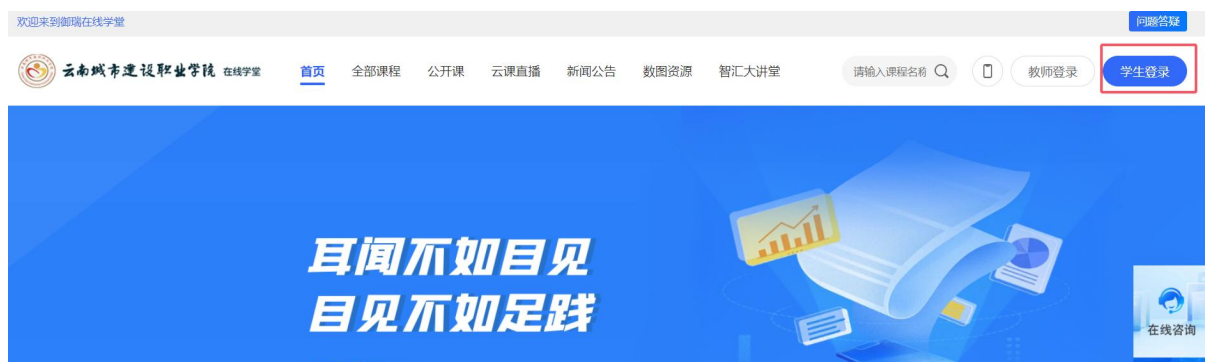 欢迎来到御瑞在线学堂
问题答疑
云南城市建设职业学院 在线学堂
首页 全部课程 公开课 云课直播 新闻公告 数图资源 智汇大讲堂
请输入课程名称
教师登录
学生登录
耳闻不如目见
目见不如足践
在线咨询